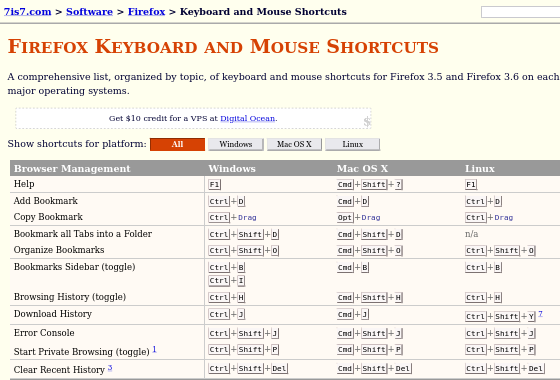 7is7.com > Software > Firefox > Keyboard and Mouse Shortcuts
FIREFOX KEYBOARD AND MOUSE SHORTCUTS
A comprehensive list, organized by topic, of keyboard and mouse shortcuts for Firefox 3.5 and Firefox 3.6 on each
major operating systems.
Get $10 credit for a VPS at Digital Ocean.
Show shortcuts for platform: All Windows Mac OS X Linux
Browser Management Windows Mac OS X Linux
Help F1 Cmd+Shift+? F1
Add Bookmark Ctrl+D Cmd+D Ctrl+D
Copy Bookmark Ctrl+Drag Opt+Drag Ctrl+Drag
Bookmark all Tabs into a Folder Ctrl+Shift+D Cmd+Shift+D n/a
Organize Bookmarks Ctrl+Shift+O Cmd+Shift+O Ctrl+Shift+O
Bookmarks Sidebar (toggle) Ctrl+B Cmd+B Ctrl+B
Ctrl+I
Browsing History (toggle) Ctrl+H Cmd+Shift+H Ctrl+H
Download History Ctrl+J Cmd+J Ctrl+Shift+Y 7
Error Console Ctrl+Shift+J Cmd+Shift+J Ctrl+Shift+J
Start Private Browsing (toggle) 1 Ctrl+Shift+P Cmd+Shift+P Ctrl+Shift+P
Clear Recent History 3 Ctrl+Shift+Del Cmd+Shift+Del Ctrl+Shift+Del